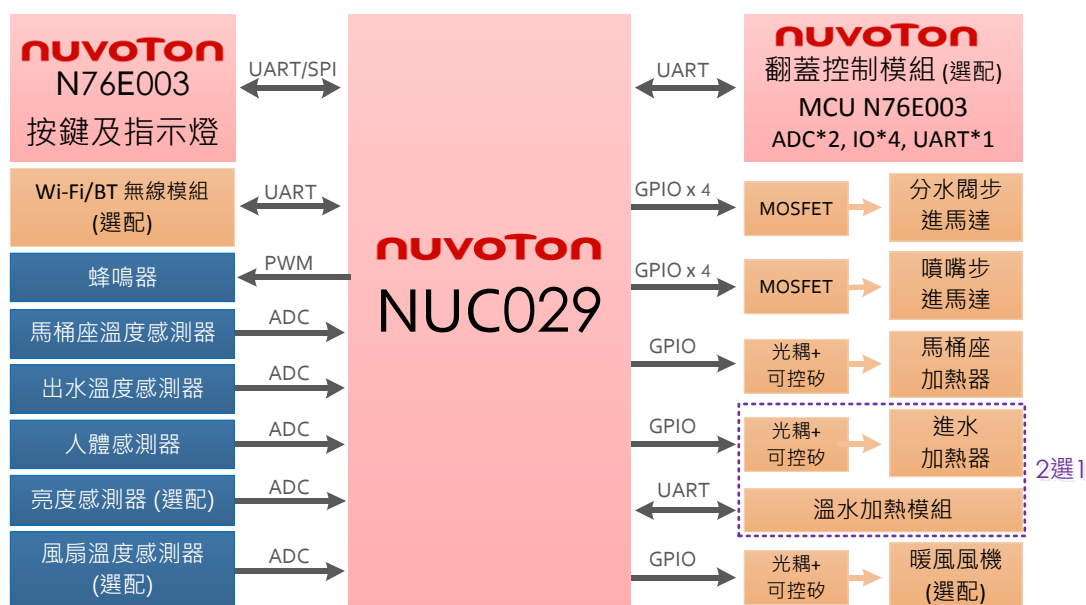 nuvoTon
N76E003
按鍵及指示燈
UART/SPI
Wi-Fi/BT 無線模組
(選配)
UART
蜂鳴器
PWM
馬桶座溫度感測器
ADC
出水溫度感測器
ADC
人體感測器
ADC
亮度感測器 (選配)
ADC
風扇溫度感測器
(選配)
ADC
nuvoTon
NUC029
UART
nuvoTon
翻蓋控制模組 (選配)
MCU N76E003
ADC*2, IO*4, UART*1
GPIO x 4
MOSFET
分水閥步
進馬達
GPIO x 4
MOSFET
噴嘴步
進馬達
GPIO
光耦+
可控矽
馬桶座
加熱器
GPIO
光耦+
可控矽
進水
加熱器
2選1
UART
溫水加熱模組
GPIO
光耦+
可控矽
暖風風機
(選配)